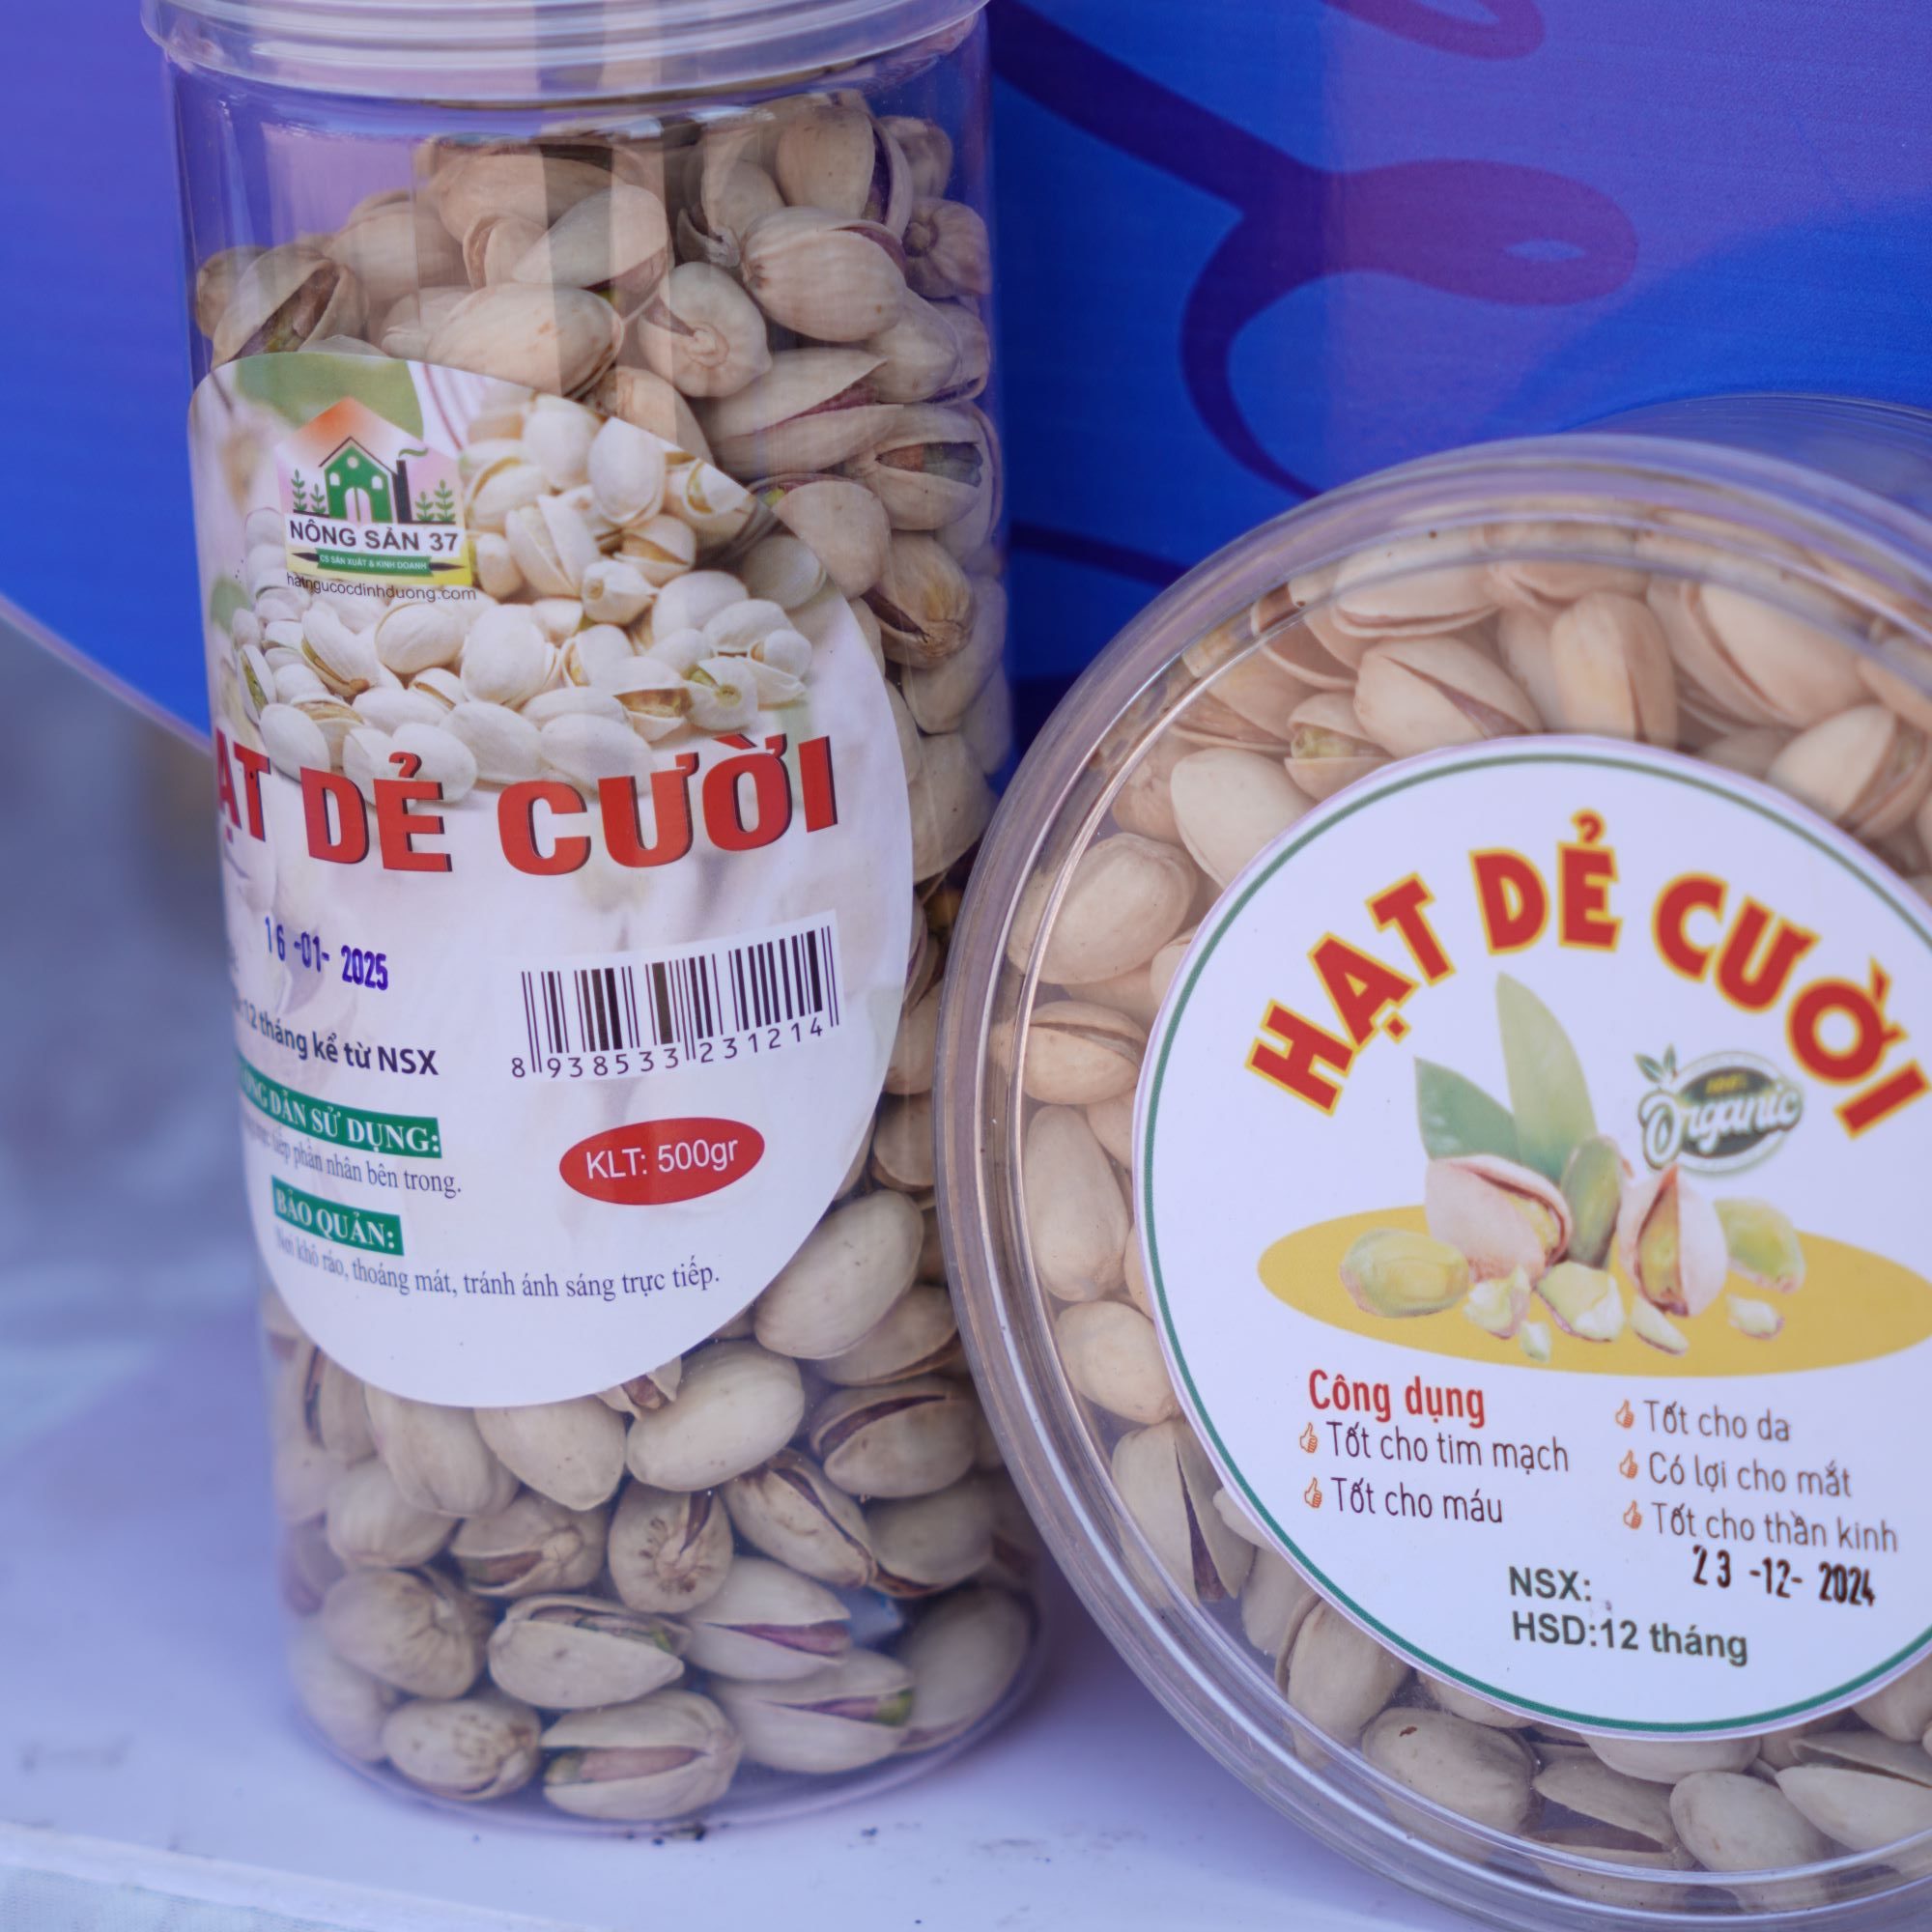 NÔNG SẢN 37
CS SẢN XUẤT & KINH DOANH
hatngucocdinhduong.com
ẠT DẺ CƯỜI
16 -01- 2025
12 tháng kể từ NSX
8 938533 231214
DẪN SỬ DỤNG:
phần nhân bên trong.
KLT: 500gr
BẢO QUẢN:
Nơi khô ráo, thoáng mát, tránh ánh sáng trực tiếp.
HẠT DẺ CƯỜI
100%
Organic
Công dụng
Tốt cho tim mạch
Tốt cho máu
Tốt cho da
Có lợi cho mắt
Tốt cho thần kinh
NSX: 23 -12- 2024
HSD:12 tháng